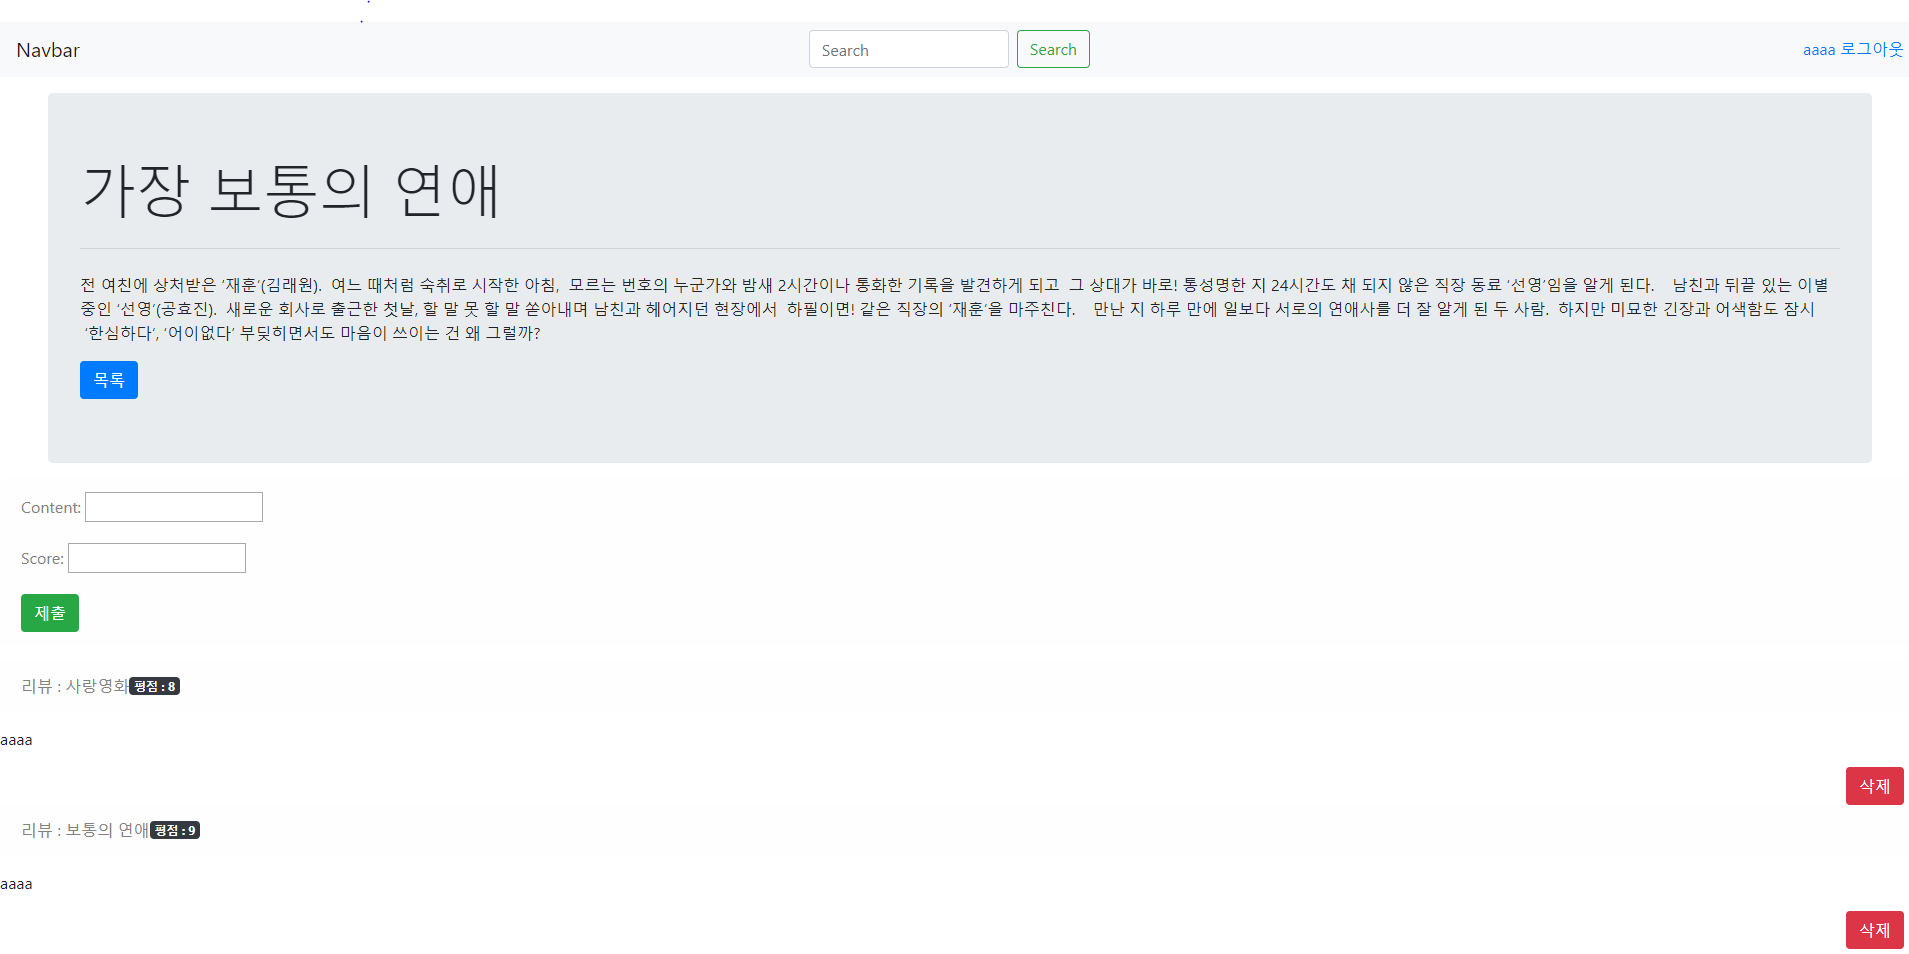 Navbar
Search
Search
aaaa 로그아웃
가장 보통의 연애
전 여친에 상처받은 ‘재훈’(김래원).  여느 때처럼 숙취로 시작한 아침,  모르는 번호의 누군가와 밤새 2시간이나 통화한 기록을 발견하게 되고  그 상대가 바로! 통성명한 지 24시간도 채 되지 않은 직장 동료 ‘선영’임을 알게 된다.    남친과 뒤끝 있는 이별
중인 ‘선영’(공효진).  새로운 회사로 출근한 첫날, 할 말 못 할 말 쏟아내며 남친과 헤어지던 현장에서  하필이면! 같은 직장의 ‘재훈’을 마주친다.    만난 지 하루 만에 일보다 서로의 연애사를 더 잘 알게 된 두 사람.  하지만 미묘한 긴장과 어색함도 잠시
‘한심하다’, ‘어이없다’ 부딪히면서도 마음이 쓰이는 건 왜 그럴까?
목록
Content:
Score:
제출
리뷰 : 사랑영화 평점 : 8
aaaa
삭제
리뷰 : 보통의 연애 평점 : 9
aaaa
삭제